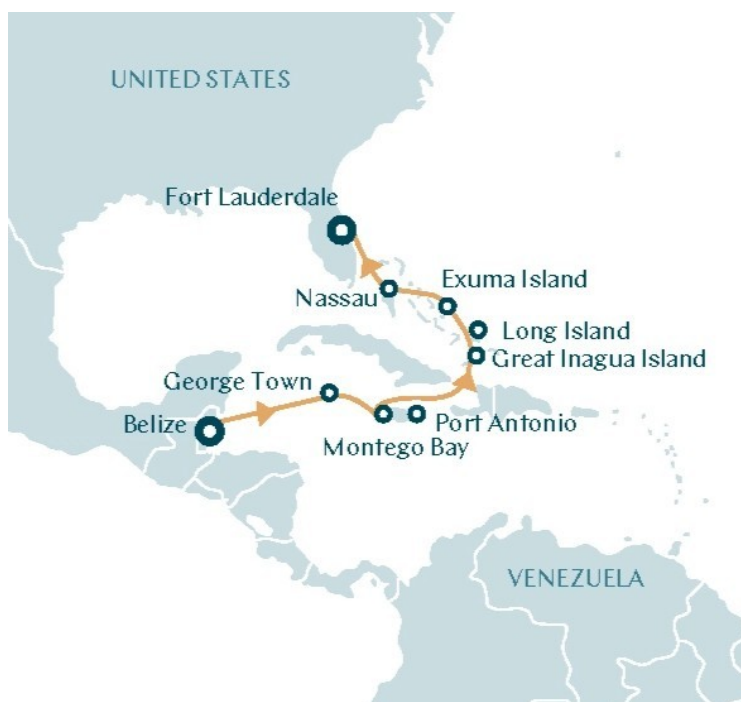 UNITED STATES
Fort Lauderdale
Exuma Island
Nassau
Long Island
Great Inagua Island
George Town
Belize
Port Antonio
Montego Bay
VENEZUELA